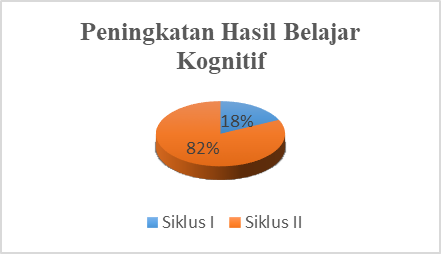 Peningkatan Hasil Belajar
Kognitif
18%
82%
Siklus I
Siklus II